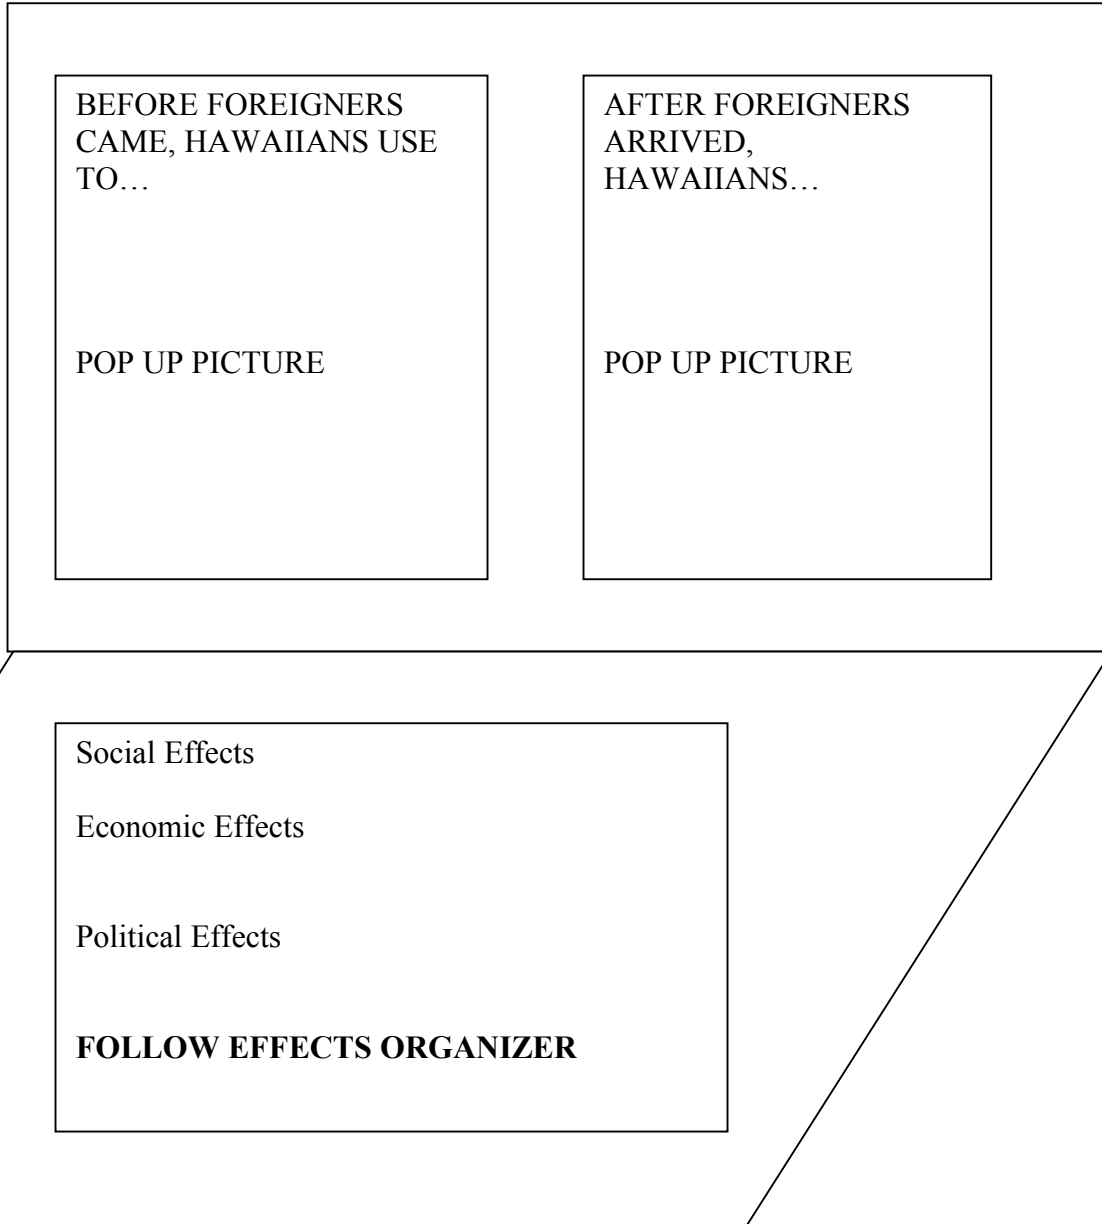 BEFORE FOREIGNERS
CAME, HAWAIIANS USE
TO…
POP UP PICTURE
AFTER FOREIGNERS
ARRIVED,
HAWAIIANS…
POP UP PICTURE
Social Effects
Economic Effects
Political Effects
FOLLOW EFFECTS ORGANIZER